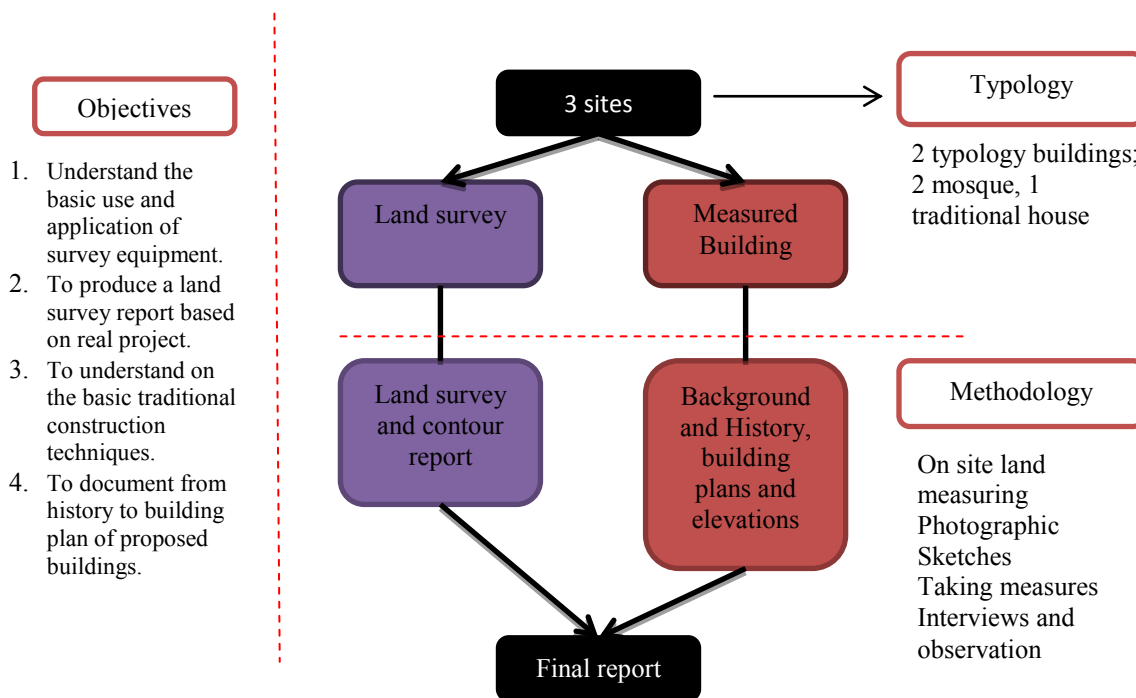 Objectives
1. Understand the
basic use and
application of
survey equipment.
2. To produce a land
survey report based
on real project.
3. To understand on
the basic traditional
construction
techniques.
4. To document from
history to building
plan of proposed
buildings.
3 sites
Land survey
Measured
Building
Land survey
and contour
report
Background
and History,
building
plans and
elevations
Final report
Typology
2 typology buildings;
2 mosque, 1
traditional house
Methodology
On site land
measuring
Photographic
Sketches
Taking measures
Interviews and
observation